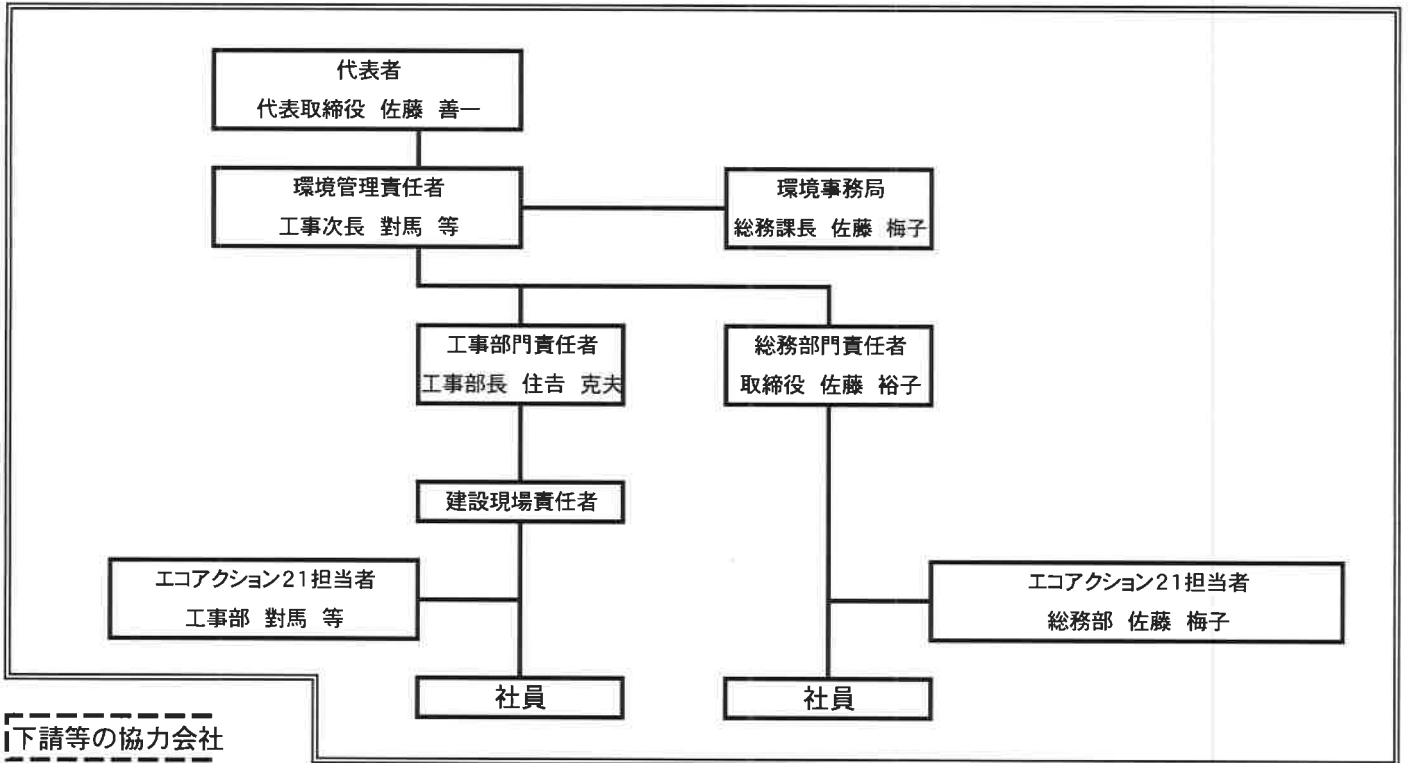 代表者
代表取締役 佐藤 善一
環境管理責任者
工事次長 對馬 等
環境事務局
総務課長 佐藤 梅子
工事部門責任者
工事部長 住吉 克夫
総務部門責任者
取締役 佐藤 裕子
建設現場責任者
エコアクション21担当者
工事部 對馬 等
エコアクション21担当者
総務部 佐藤 梅子
社員
社員
下請等の協力会社